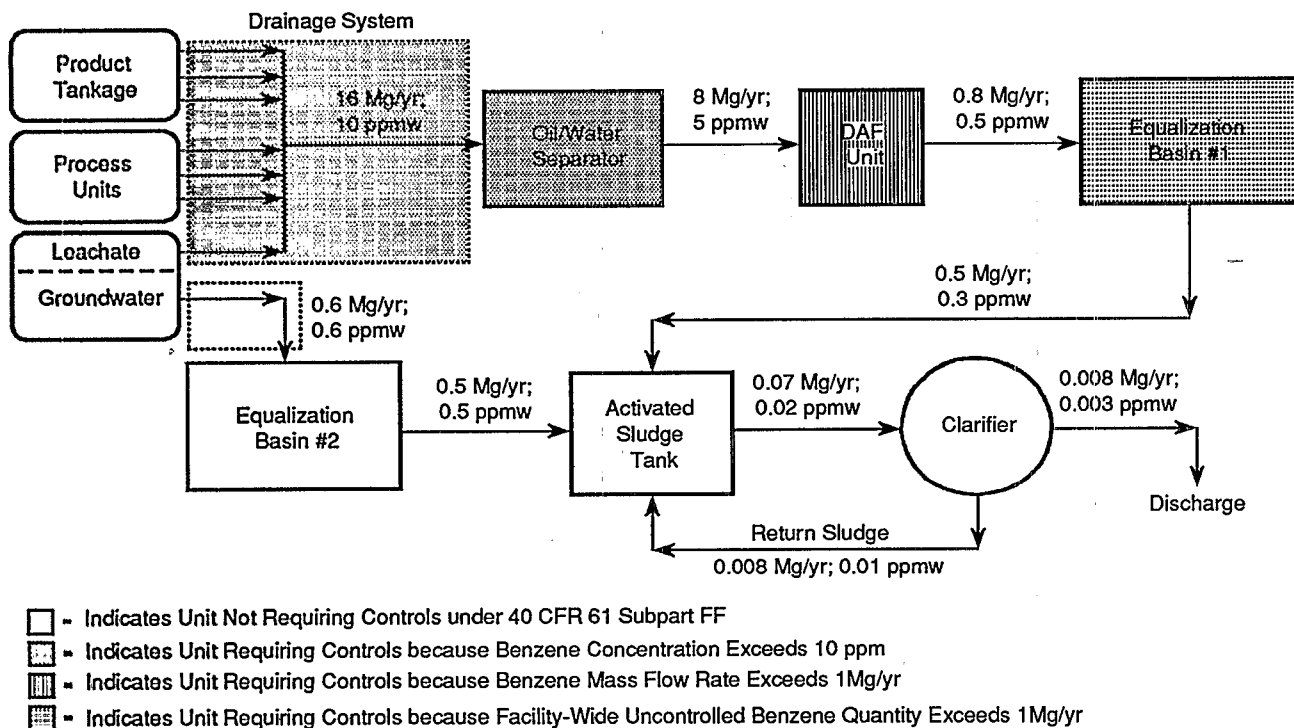 Drainage System
Product
Tankage
Process
Units
Leachate
Groundwater
16 Mg/yr;
10 ppmw
Oil/Water
Separator
8 Mg/yr;
5 ppmw
DAF
Unit
0.8 Mg/yr;
0.5 ppmw
Equalization
Basin #1
0.5 Mg/yr;
0.3 ppmw
0.6 Mg/yr;
0.6 ppmw
Equalization
Basin #2
0.5 Mg/yr;
0.5 ppmw
Activated
Sludge
Tank
0.07 Mg/yr;
0.02 ppmw
Clarifier
0.008 Mg/yr;
0.003 ppmw
Discharge
Return Sludge
0.008 Mg/yr; 0.01 ppmw
= Indicates Unit Not Requiring Controls under 40 CFR 61 Subpart FF
= Indicates Unit Requiring Controls because Benzene Concentration Exceeds 10 ppm
= Indicates Unit Requiring Controls because Benzene Mass Flow Rate Exceeds 1Mg/yr
= Indicates Unit Requiring Controls because Facility-Wide Uncontrolled Benzene Quantity Exceeds 1Mg/yr